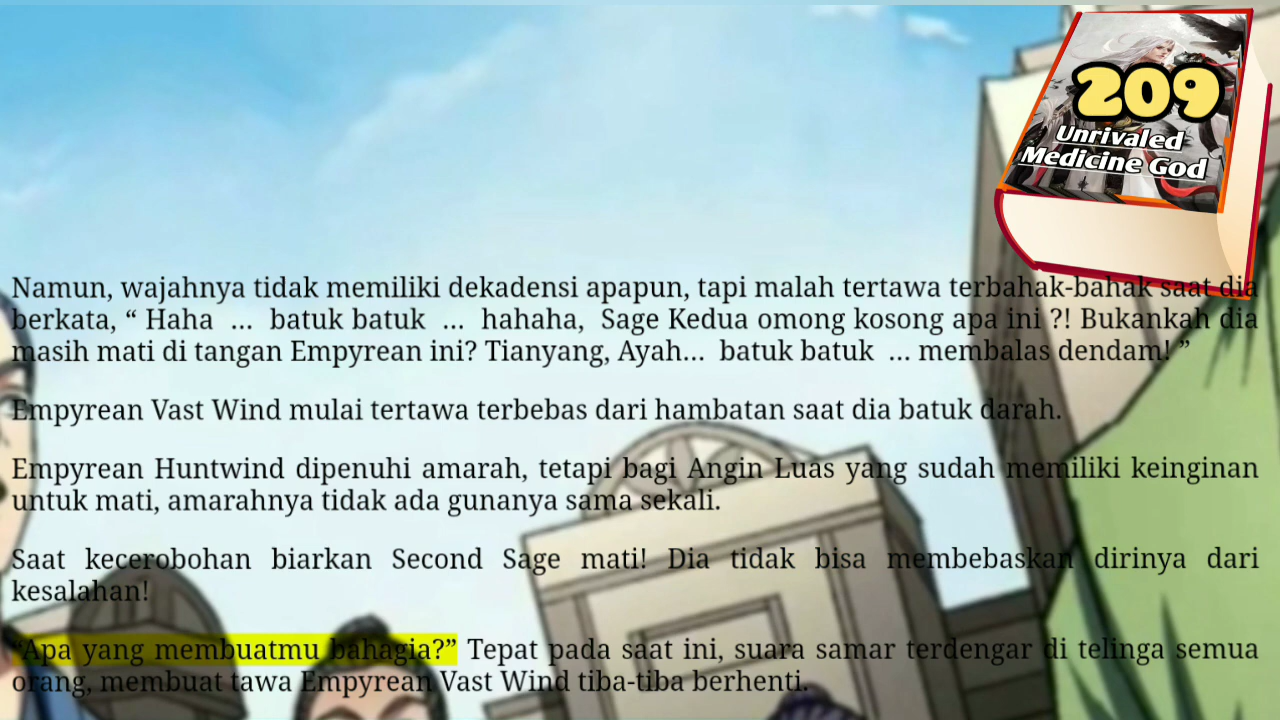 209
Unrivaled
Medicine God
Namun, wajahnya tidak memiliki dekadensi apapun, tapi malah tertawa terbahak-bahak saat dia
berkata, “ Haha … batuk batuk … hahaha, Sage Kedua omong kosong apa ini ?! Bukankah dia
masih mati di tangan Empyrean ini? Tianyang, Ayah… batuk batuk … membalas dendam! ”
Empyrean Vast Wind mulai tertawa terbebas dari hambatan saat dia batuk darah.
Empyrean Huntwind dipenuhi amarah, tetapi bagi Angin Luas yang sudah memiliki keinginan
untuk mati, amarahnya tidak ada gunanya sama sekali.
Saat kecerobohan biarkan Second Sage mati! Dia tidak bisa membebaskan dirinya dari
kesalahan!
“Apa yang membuatmu bahagia?” Tepat pada saat ini, suara samar terdengar di telinga semua
orang, membuat tawa Empyrean Vast Wind tiba-tiba berhenti.